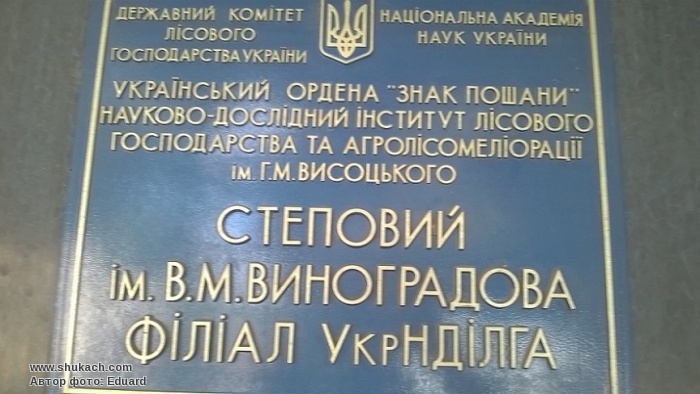 ДЕРЖАВНИЙ КОМІТЕТ
ЛІСОВОГО
ГОСПОДАРСТВА УКРАЇНИ
НАЦІОНАЛЬНА АКАДЕМІЯ
НАУК УКРАЇНИ
УКРАЇНСЬКИЙ ОРДЕНА "ЗНАК ПОШАНИ"
НАУКОВО-ДОСЛІДНИЙ ІНСТИТУТ ЛІСОВОГО
ГОСПОДАРСТВА ТА АГРОЛІСОМЕЛІОРАЦІЇ
ім. Г.М.ВИСОЦЬКОГО
СТЕПОВИЙ
ім. В.М.ВИНОГРАДОВА
ФІЛІАЛ УкрНДІЛГА
www.shukach.com
Автор фото: Eduard